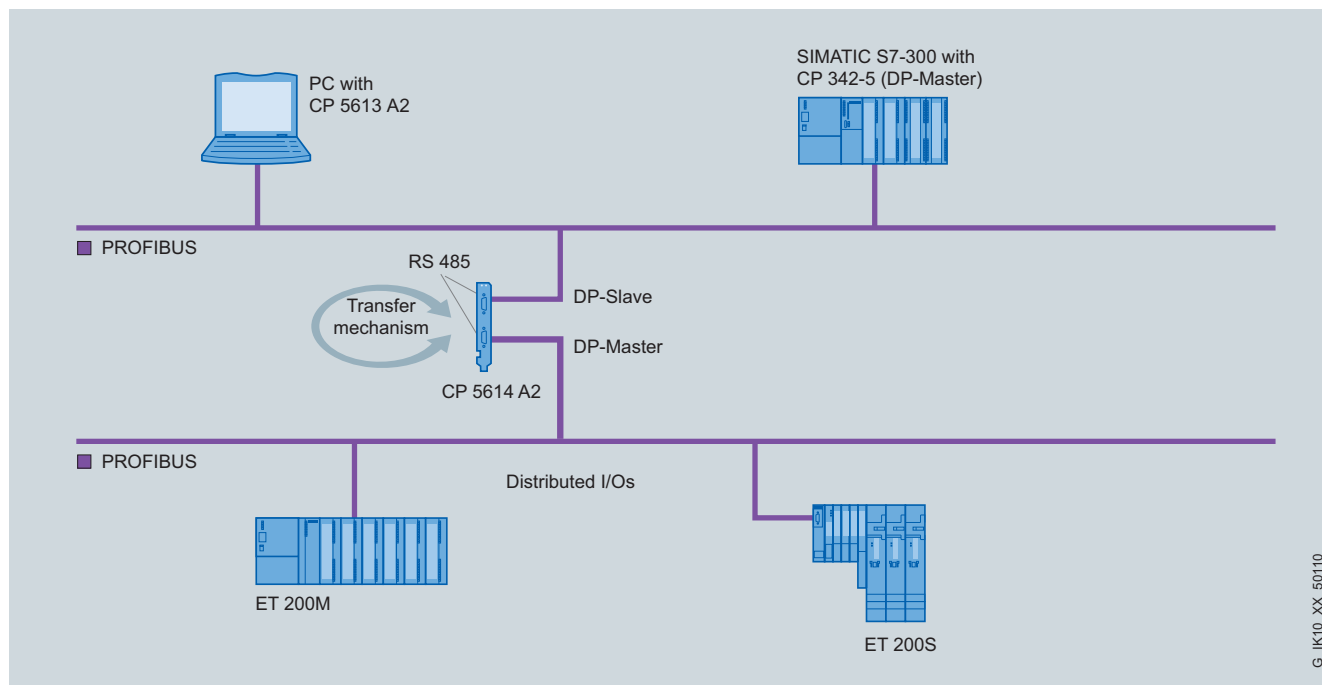 PC with
CP 5613 A2
SIMATIC S7-300 with
CP 342-5 (DP-Master)
PROFIBUS
RS 485
Transfer
mechanism
DP-Slave
DP-Master
CP 5614 A2
PROFIBUS
Distributed I/Os
ET 200M
ET 200S
G_IK10_XX_50110